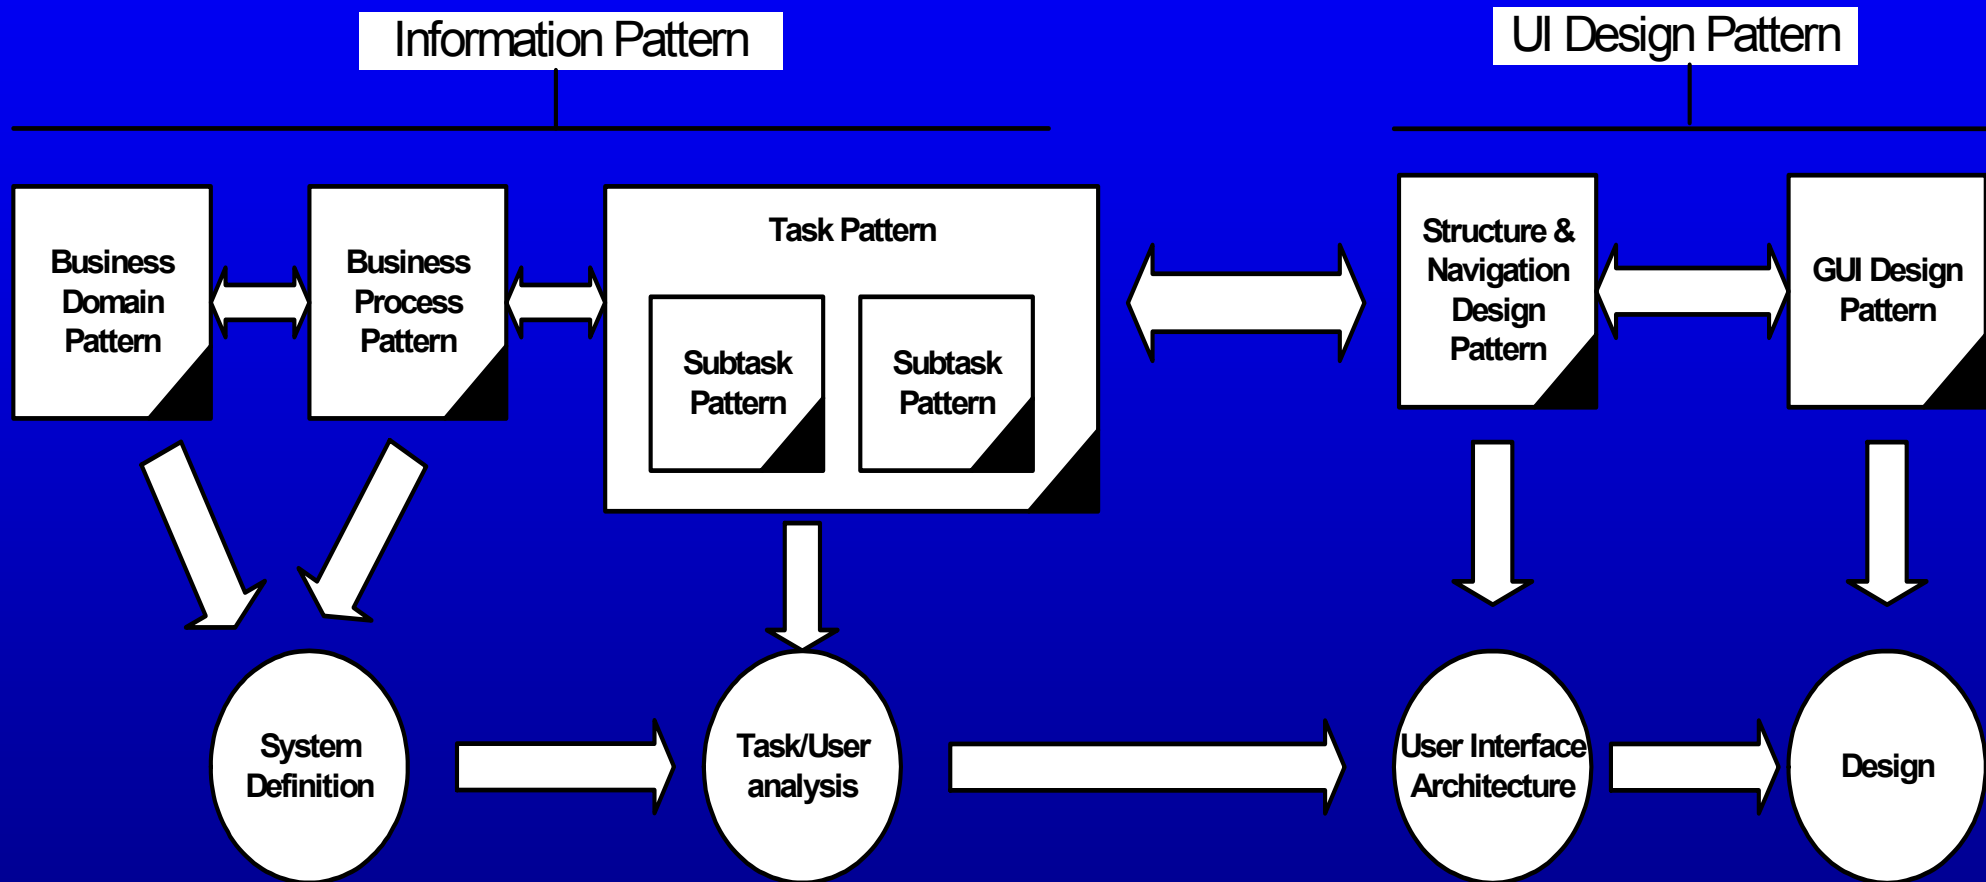 Information Pattern
UI Design Pattern
Business
Domain
Pattern
Business
Process
Pattern
Task Pattern
Subtask
Pattern
Subtask
Pattern
Structure &
Navigation
Design
Pattern
GUI Design
Pattern
System
Definition
Task/User
analysis
User Interface
Architecture
Design